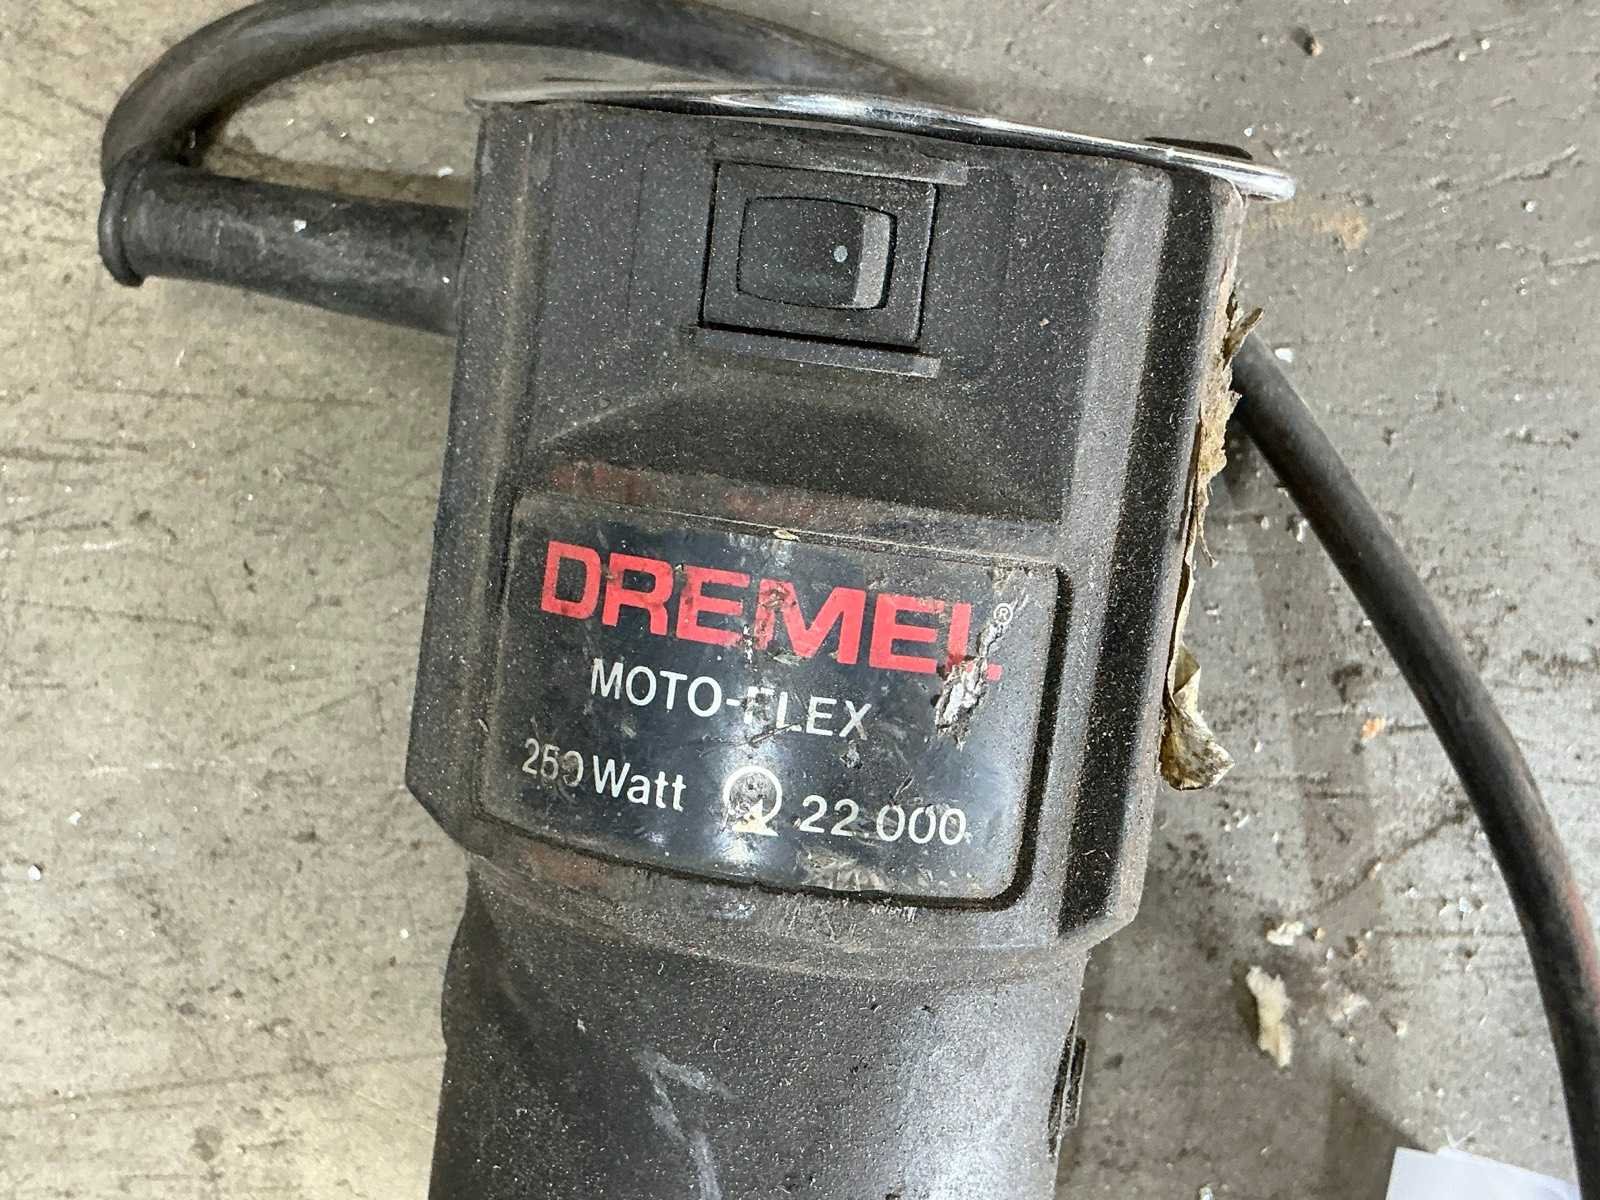 DREMEL®
MOTO-FLEX
250 Watt 22 000